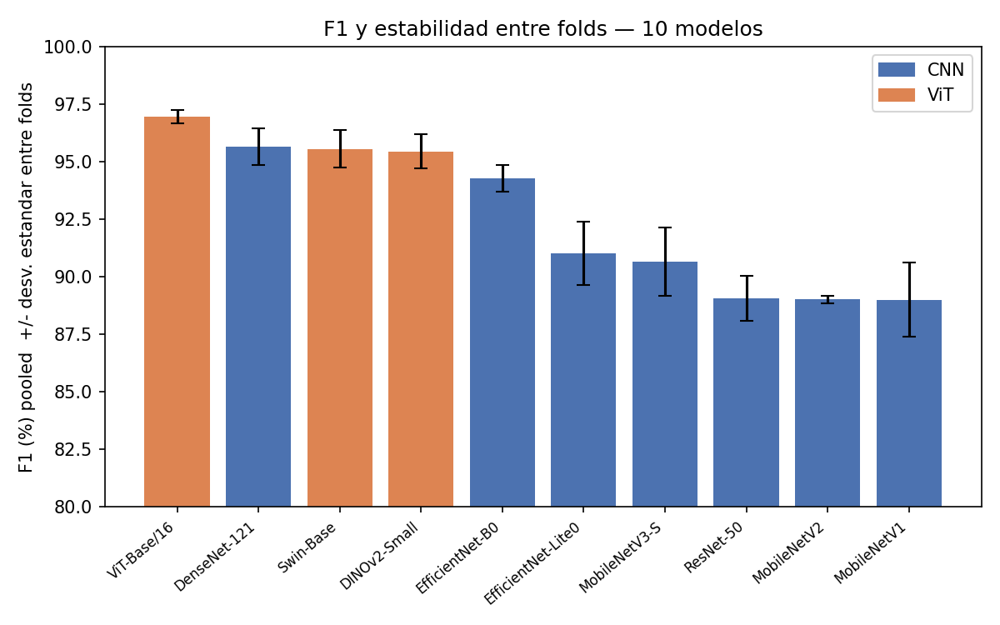 F1 y estabilidad entre folds — 10 modelos
F1 (%) pooled +/- desv. estandar entre folds
100.0
97.5
95.0
92.5
90.0
87.5
85.0
82.5
80.0
CNN
ViT
ViT-Base/16
DenseNet-121
Swin-Base
DINOv2-Small
EfficientNet-B0
EfficientNet-Lite0
MobileNetV3-S
ResNet-50
MobileNetV2
MobileNetV1